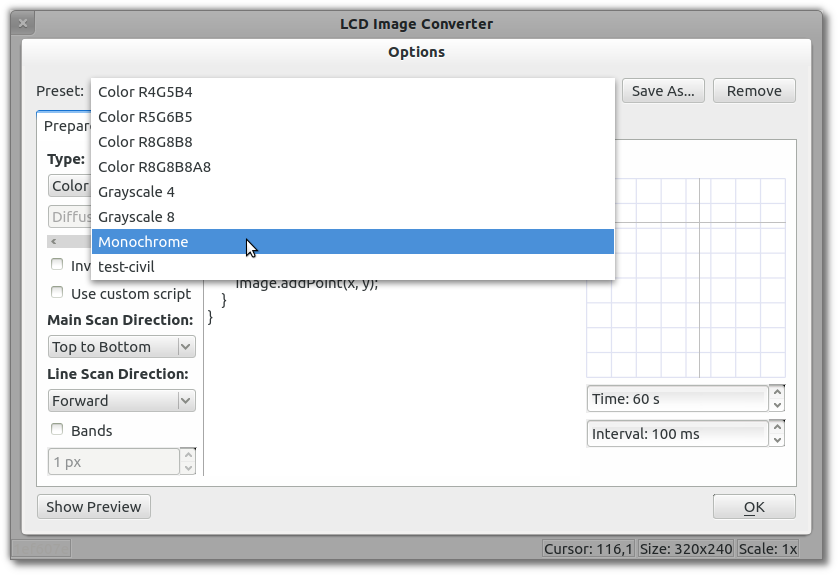 LCD Image Converter
Options
Preset:
Color R4G5B4
Color R5G6B5
Color R8G8B8
Color R8G8B8A8
Grayscale 4
Grayscale 8
Monochrome
test-civil
Save As...
Remove
Prepar
Type:
Color
Diffus
Inv
Use custom script
Main Scan Direction:
Top to Bottom
Line Scan Direction:
Forward
Bands
1 px
image.addPoint(x, y);
}
}
Time: 60 s
Interval: 100 ms
Show Preview
OK
Cursor: 116,1
Size: 320x240
Scale: 1x